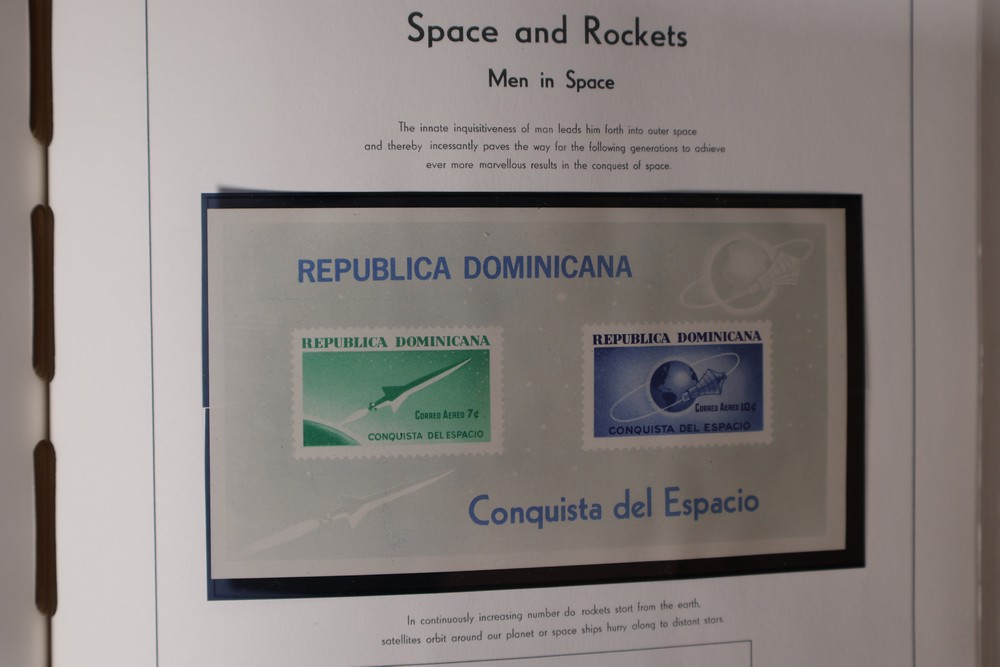 Space and Rockets
Men in Space
The innate inquisitiveness of man leads him forth into outer space
and thereby incessantly paves the way for the following generations to achieve
ever more marvellous results in the conquest of space.
REPUBLICA DOMINICANA
REPUBLICA DOMINICANA
CORREO AEREO 7¢
CONQUISTA DEL ESPACIO
REPUBLICA DOMINICANA
CORREO AEREO 10¢
CONQUISTA DEL ESPACIO
Conquista del Espacio
In continuously increasing number do rockets start from the earth,
satellites orbit around our planet or space ships hurry along to distant stars.